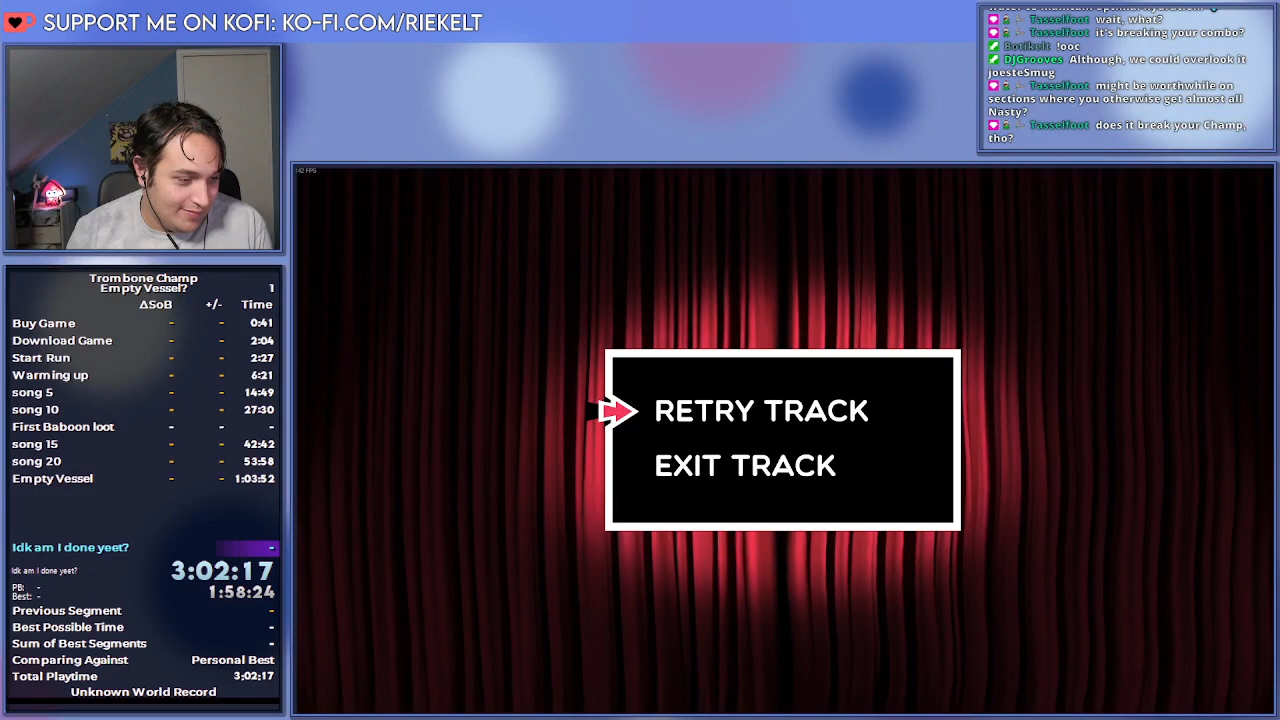 SUPPORT ME ON KOFI: KO-FI.COM/RIEKELT
Tasselfoot wait, what?
Tasselfoot it's breaking your combo?
Botikelt !ooc
DJGrooves Although, we could overlook it
joesteSmug
Tasselfoot might be worthwhile on
sections where you otherwise get almost all
Nasty?
Tasselfoot does it break your Champ,
tho?
142 FPS
Trombone Champ
Empty Vessel? 1
ΔSoB +/- Time
Buy Game - - 0:41
Download Game - - 2:04
Start Run - - 2:27
Warming up - - 6:21
song 5 - - 14:49
song 10 - - 27:30
First Baboon loot - - -
song 15 - - 42:42
song 20 - - 53:58
Empty Vessel - - 1:03:52
Idk am I done yeet? -
3:02:17
Idk am I done yeet?
PB: -
Best: -
1:58:24
Previous Segment -
Best Possible Time -
Sum of Best Segments -
Comparing Against Personal Best
Total Playtime 3:02:17
Unknown World Record
RETRY TRACK
EXIT TRACK